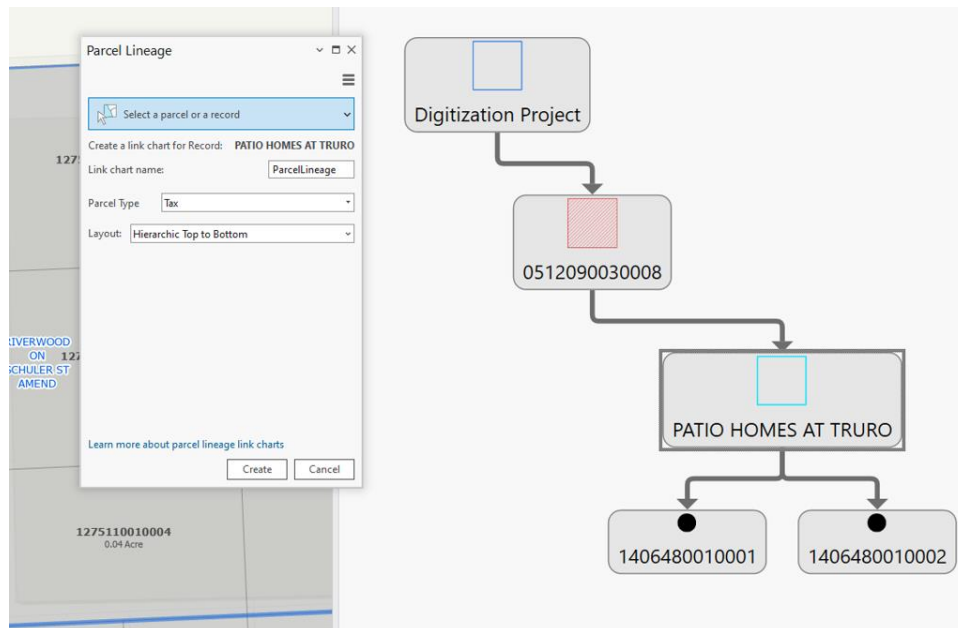 Parcel Lineage
Select a parcel or a record
Create a link chart for Record: PATIO HOMES AT TRURO
Link chart name: ParcelLineage
Parcel Type Tax
Layout: Hierarchic Top to Bottom
Learn more about parcel lineage link charts
Create Cancel
127
IVERWOOD
ON 127
CHULER ST
AMEND
1275110010004
0.04 Acre
Digitization Project
0512090030008
PATIO HOMES AT TRURO
1406480010001 1406480010002